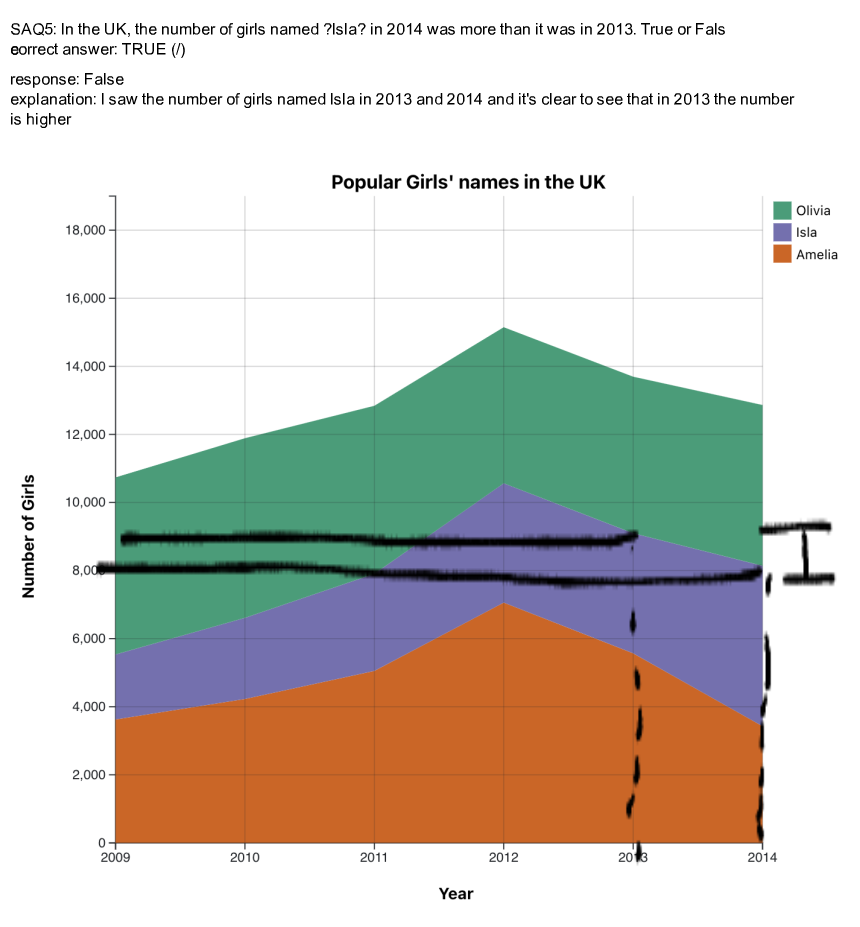 SAQ5: In the UK, the number of girls named ?Isla? in 2014 was more than it was in 2013. True or Fals
eorrect answer: TRUE (/)
response: False
explanation: I saw the number of girls named Isla in 2013 and 2014 and it's clear to see that in 2013 the number
is higher
Popular Girls' names in the UK
Olivia
Isla
Amelia
18,000
16,000
14,000
12,000
10,000
8,000
6,000
4,000
2,000
0
Number of Girls
2009 2010 2011 2012 2013 2014
Year